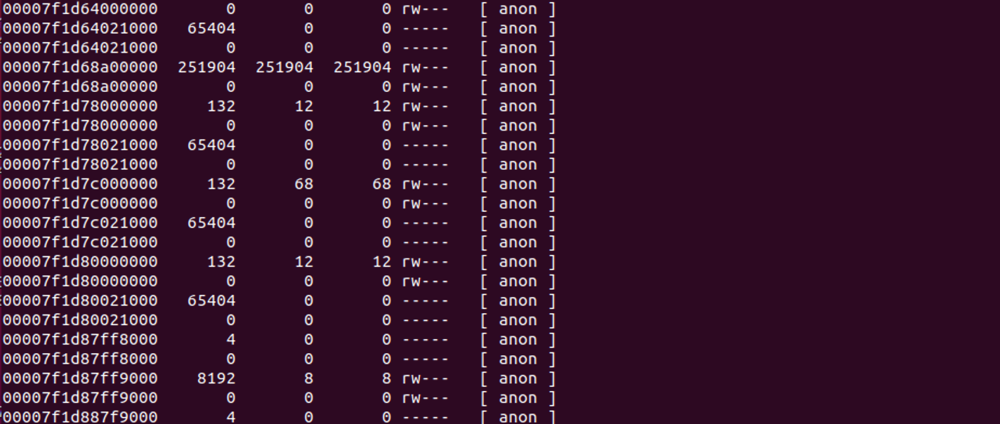 00007f1d64000000 0 0 0 rw--- [ anon ]
00007f1d64021000 65404 0 0 ----- [ anon ]
00007f1d64021000 0 0 0 ----- [ anon ]
00007f1d68a00000 251904 251904 251904 rw--- [ anon ]
00007f1d68a00000 0 0 0 rw--- [ anon ]
00007f1d78000000 132 12 12 rw--- [ anon ]
00007f1d78000000 0 0 0 rw--- [ anon ]
00007f1d78021000 65404 0 0 ----- [ anon ]
00007f1d78021000 0 0 0 ----- [ anon ]
00007f1d7c000000 132 68 68 rw--- [ anon ]
00007f1d7c000000 0 0 0 rw--- [ anon ]
00007f1d7c021000 65404 0 0 ----- [ anon ]
00007f1d7c021000 0 0 0 ----- [ anon ]
00007f1d80000000 132 12 12 rw--- [ anon ]
00007f1d80000000 0 0 0 rw--- [ anon ]
00007f1d80021000 65404 0 0 ----- [ anon ]
00007f1d80021000 0 0 0 ----- [ anon ]
00007f1d87ff8000 4 0 0 ----- [ anon ]
00007f1d87ff8000 0 0 0 ----- [ anon ]
00007f1d87ff9000 8192 8 8 rw--- [ anon ]
00007f1d87ff9000 0 0 0 rw--- [ anon ]
00007f1d887f9000 4 0 0 ----- [ anon ]